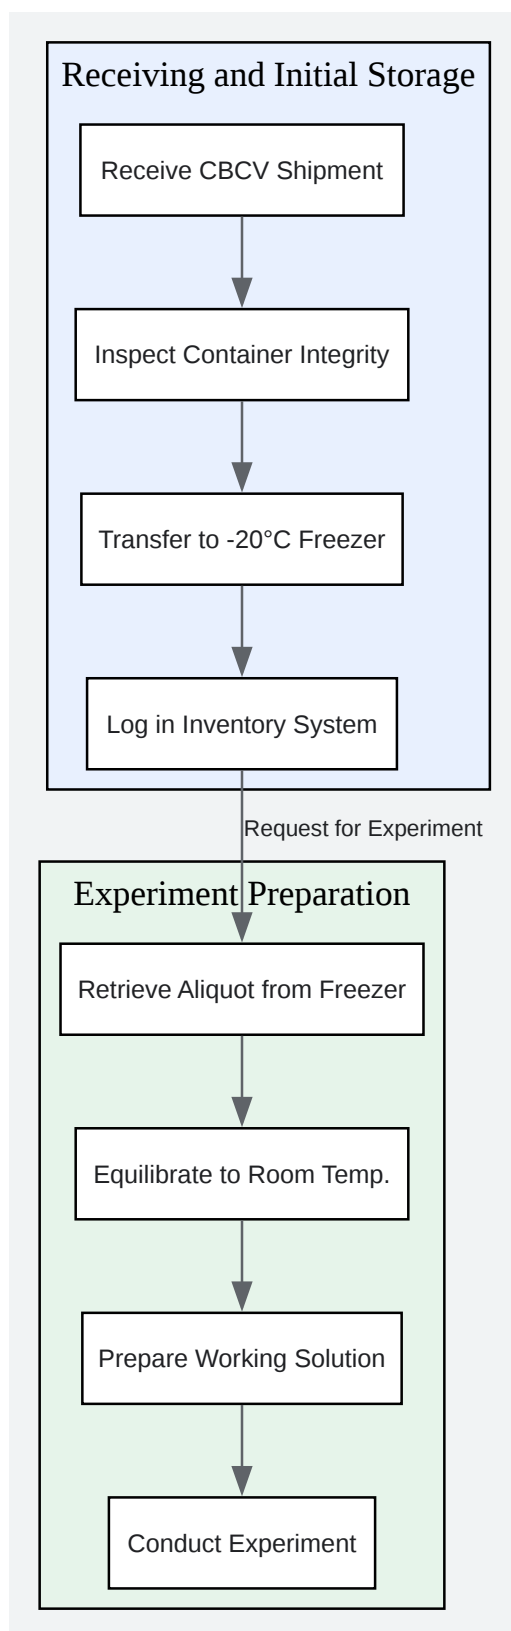 Receiving and Initial Storage
Receive CBCV Shipment
Inspect Container Integrity
Transfer to -20°C Freezer
Log in Inventory System
Request for Experiment
Experiment Preparation
Retrieve Aliquot from Freezer
Equilibrate to Room Temp.
Prepare Working Solution
Conduct Experiment